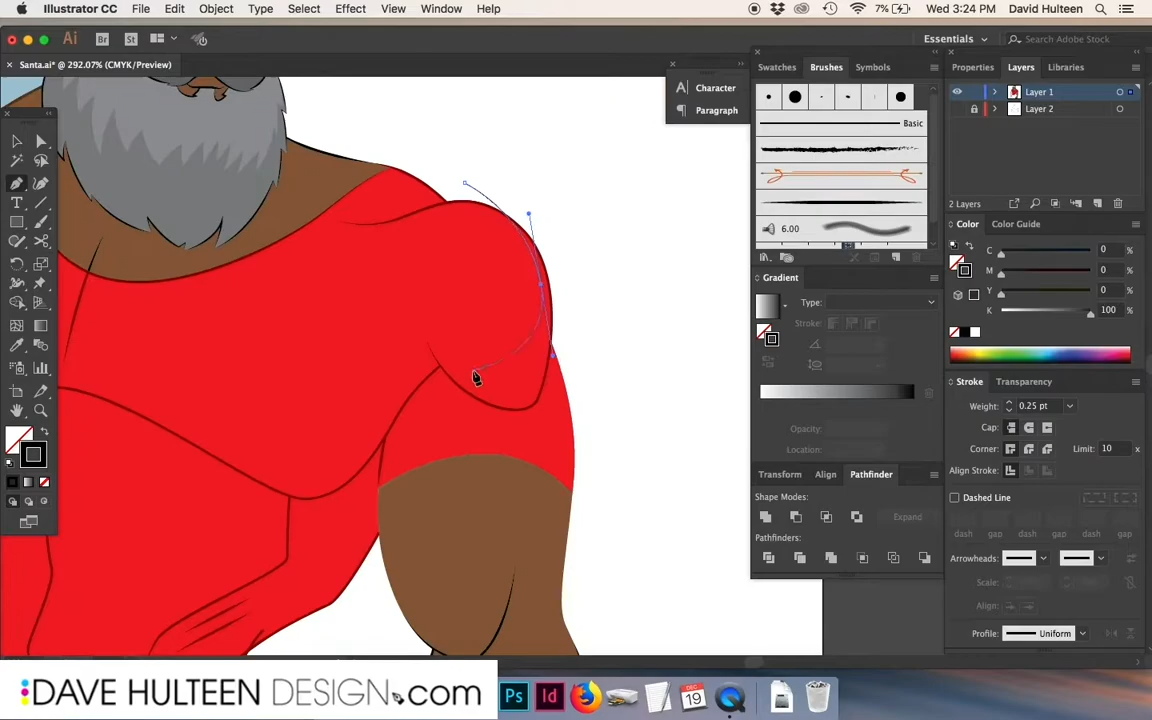 Illustrator CC File Edit Object Type Select Effect View Window Help 7% Wed 3:24 PM David Hulteen
Ai Br St Essentials Search Adobe Stock
× Santa.ai* @ 292.07% (CMYK/Preview)
Swatches Brushes Symbols
Properties Layers Libraries
Character
Paragraph
Layer 1
Layer 2
Basic
2 Layers
6.00
Color Color Guide
C 0 %
M 0 %
Y 0 %
K 100 %
Gradient
Type:
Stroke:
Opacity:
Location:
Stroke Transparency
Weight: 0.25 pt
Cap:
Corner: Limit: 10 x
Align Stroke:
Dashed Line
dash gap dash gap dash gap
Arrowheads:
Scale:
Align:
Profile: Uniform
Transform Align Pathfinder
Shape Modes:
Expand
Pathfinders:
DAVE HULTEEN DESIGN.com
Ps Id DEC 19